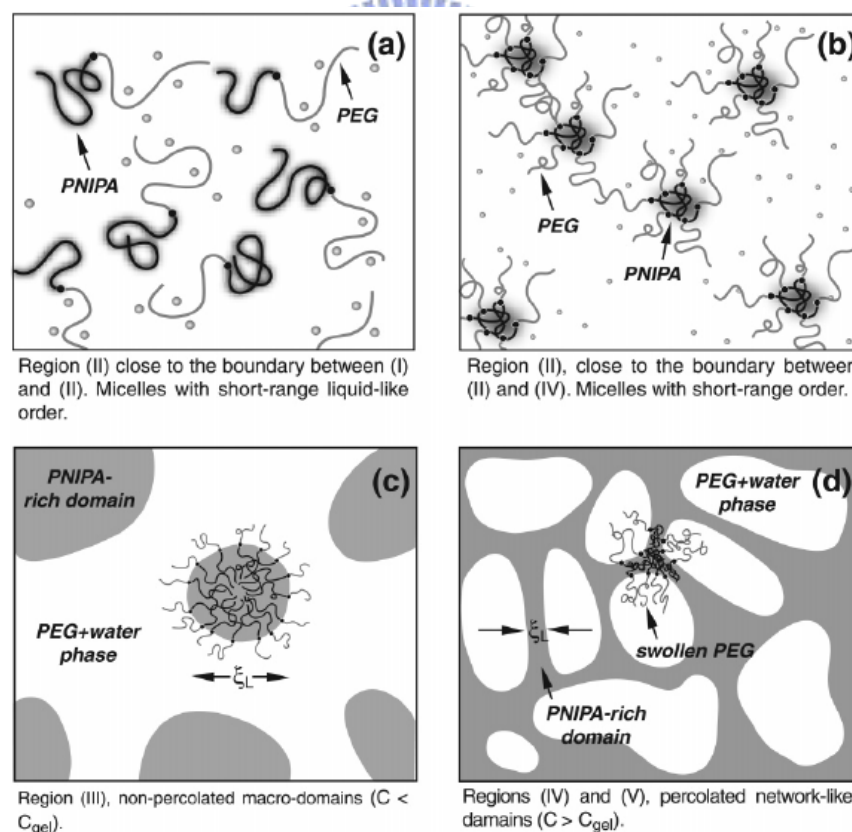 (a)
PEG
PNIPA
Region (II) close to the boundary between (I)
and (II). Micelles with short-range liquid-like
order.
(b)
PEG
PNIPA
Region (II), close to the boundary between
(II) and (IV). Micelles with short-range order.
(c)
PNIPA-
rich domain
PEG+water
phase
ξL
Region (III), non-percolated macro-domains (C <
Cgel).
(d)
PEG+water
phase
ξL
swollen PEG
PNIPA-rich
domain
Regions (IV) and (V), percolated network-like
damains (C > Cgel).